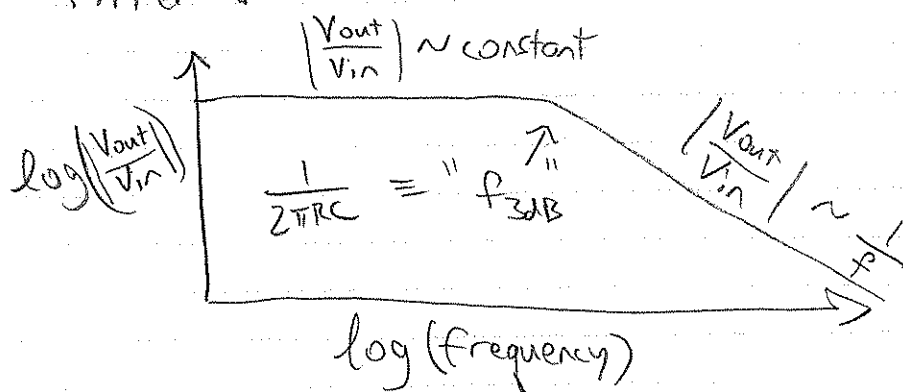 |Vout/Vin| ~ constant
log(|Vout/Vin|)
1/2πRC ≡ "f3dB"
|Vout/Vin| ~ 1/f
log(frequency)